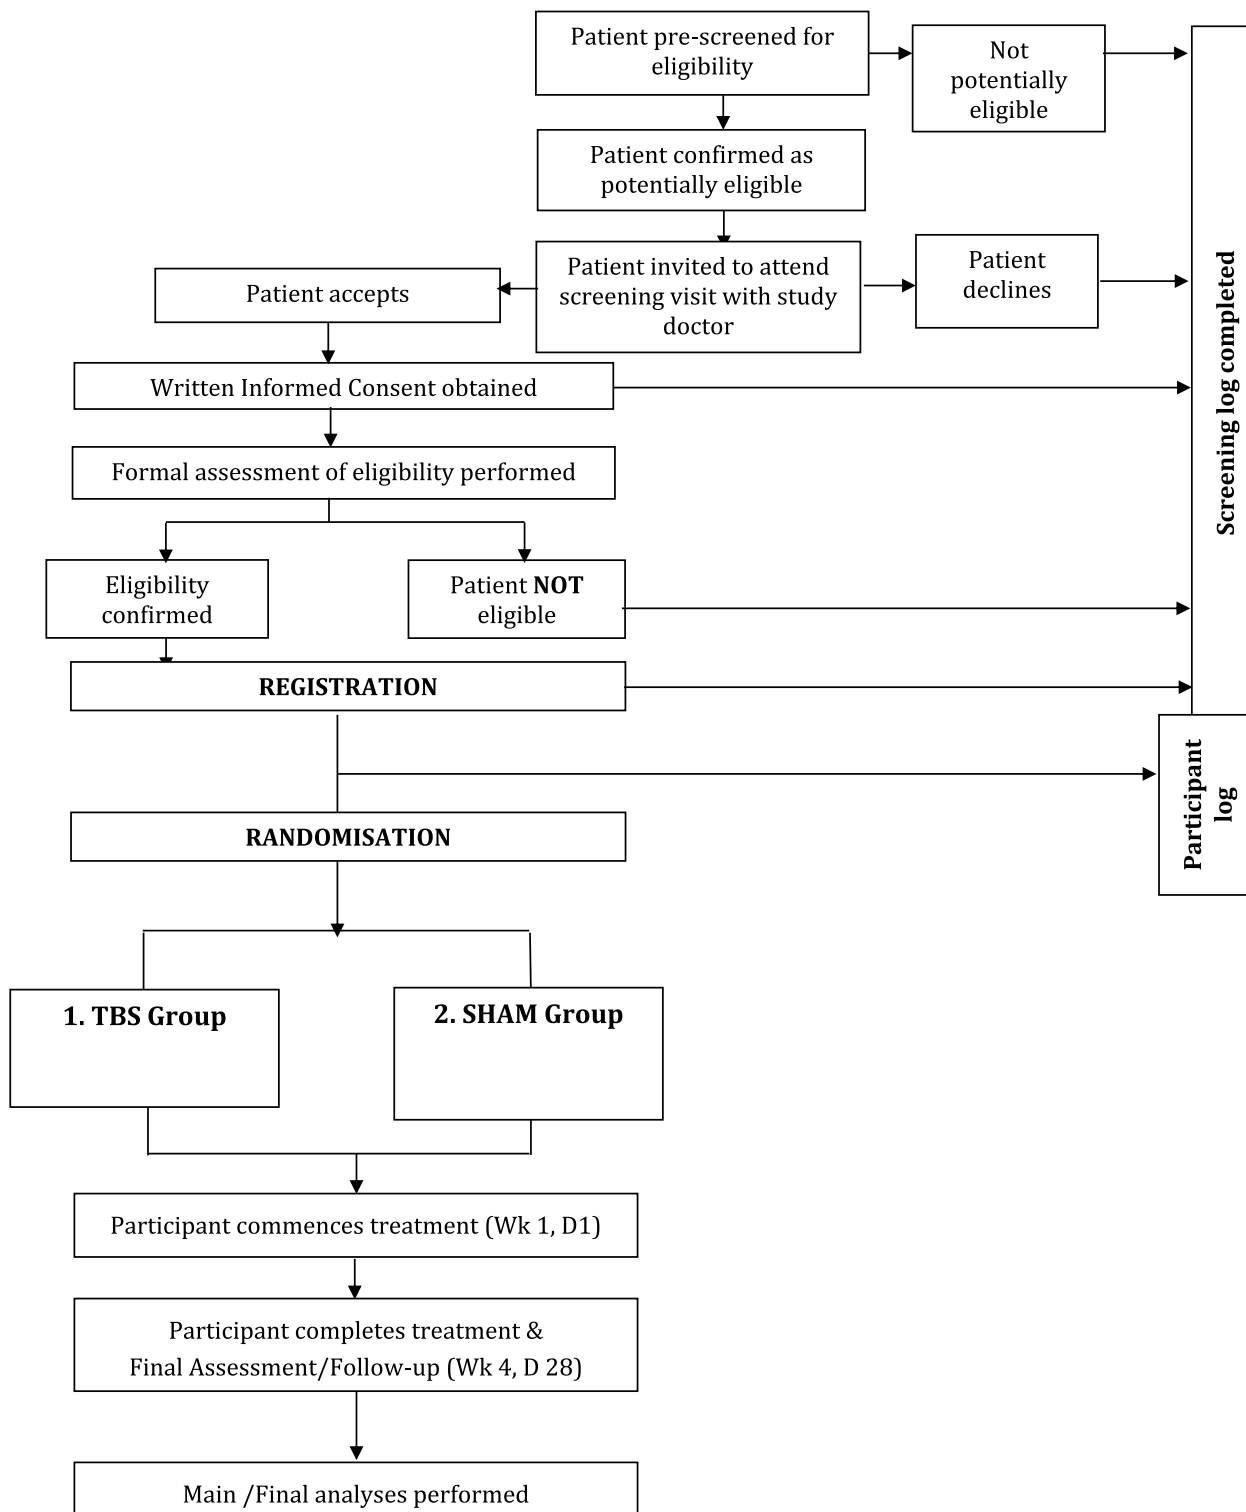 Patient pre-screened for
eligibility
Not
potentially
eligible
Patient confirmed as
potentially eligible
Patient invited to attend
screening visit with study
doctor
Patient
declines
Patient accepts
Written Informed Consent obtained
Formal assessment of eligibility performed
Eligibility
confirmed
Patient NOT
eligible
REGISTRATION
Screening log completed
Participant
log
RANDOMISATION
1. TBS Group
2. SHAM Group
Participant commences treatment (Wk 1, D1)
Participant completes treatment &
Final Assessment/Follow-up (Wk 4, D 28)
Main /Final analyses performed